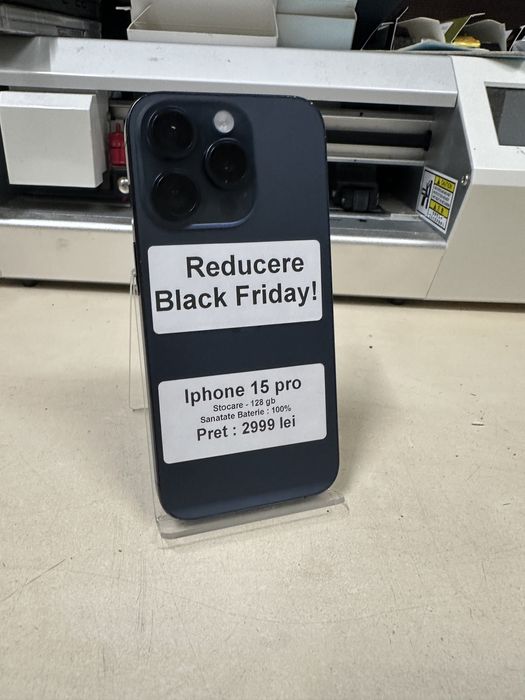 Reducere
Black Friday!
Iphone 15 pro
Stocare - 128 gb
Sanatate Baterie : 100%
Pret : 2999 lei